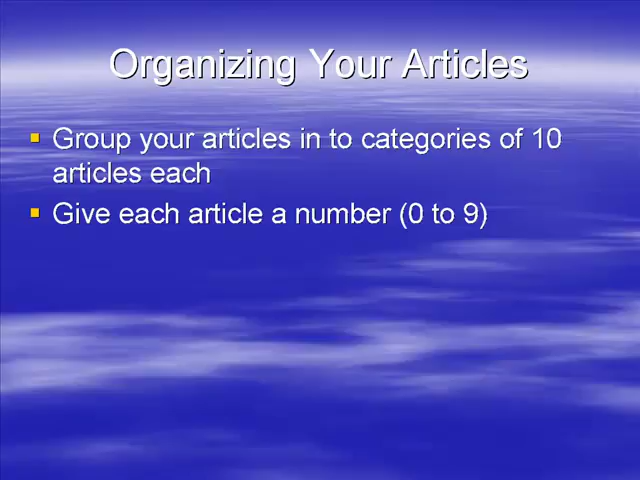 Organizing Your Articles
Group your articles in to categories of 10
articles each
Give each article a number (0 to 9)